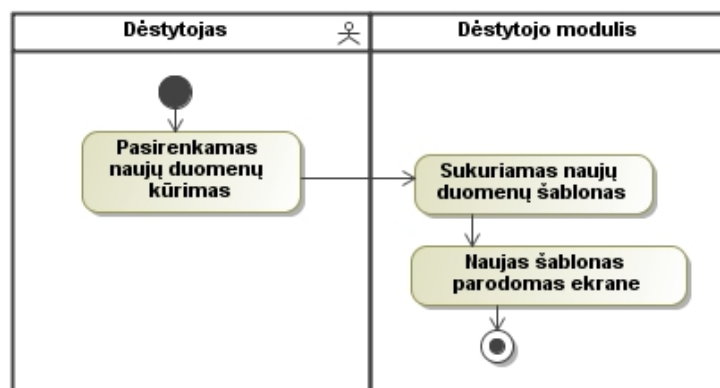 Dėstytojas
Dėstytojo modulis
Pasirenkamas
naujų duomenų
kūrimas
Sukuriamas naujų
duomenų šablonas
Naujas šablonas
parodomas ekrane